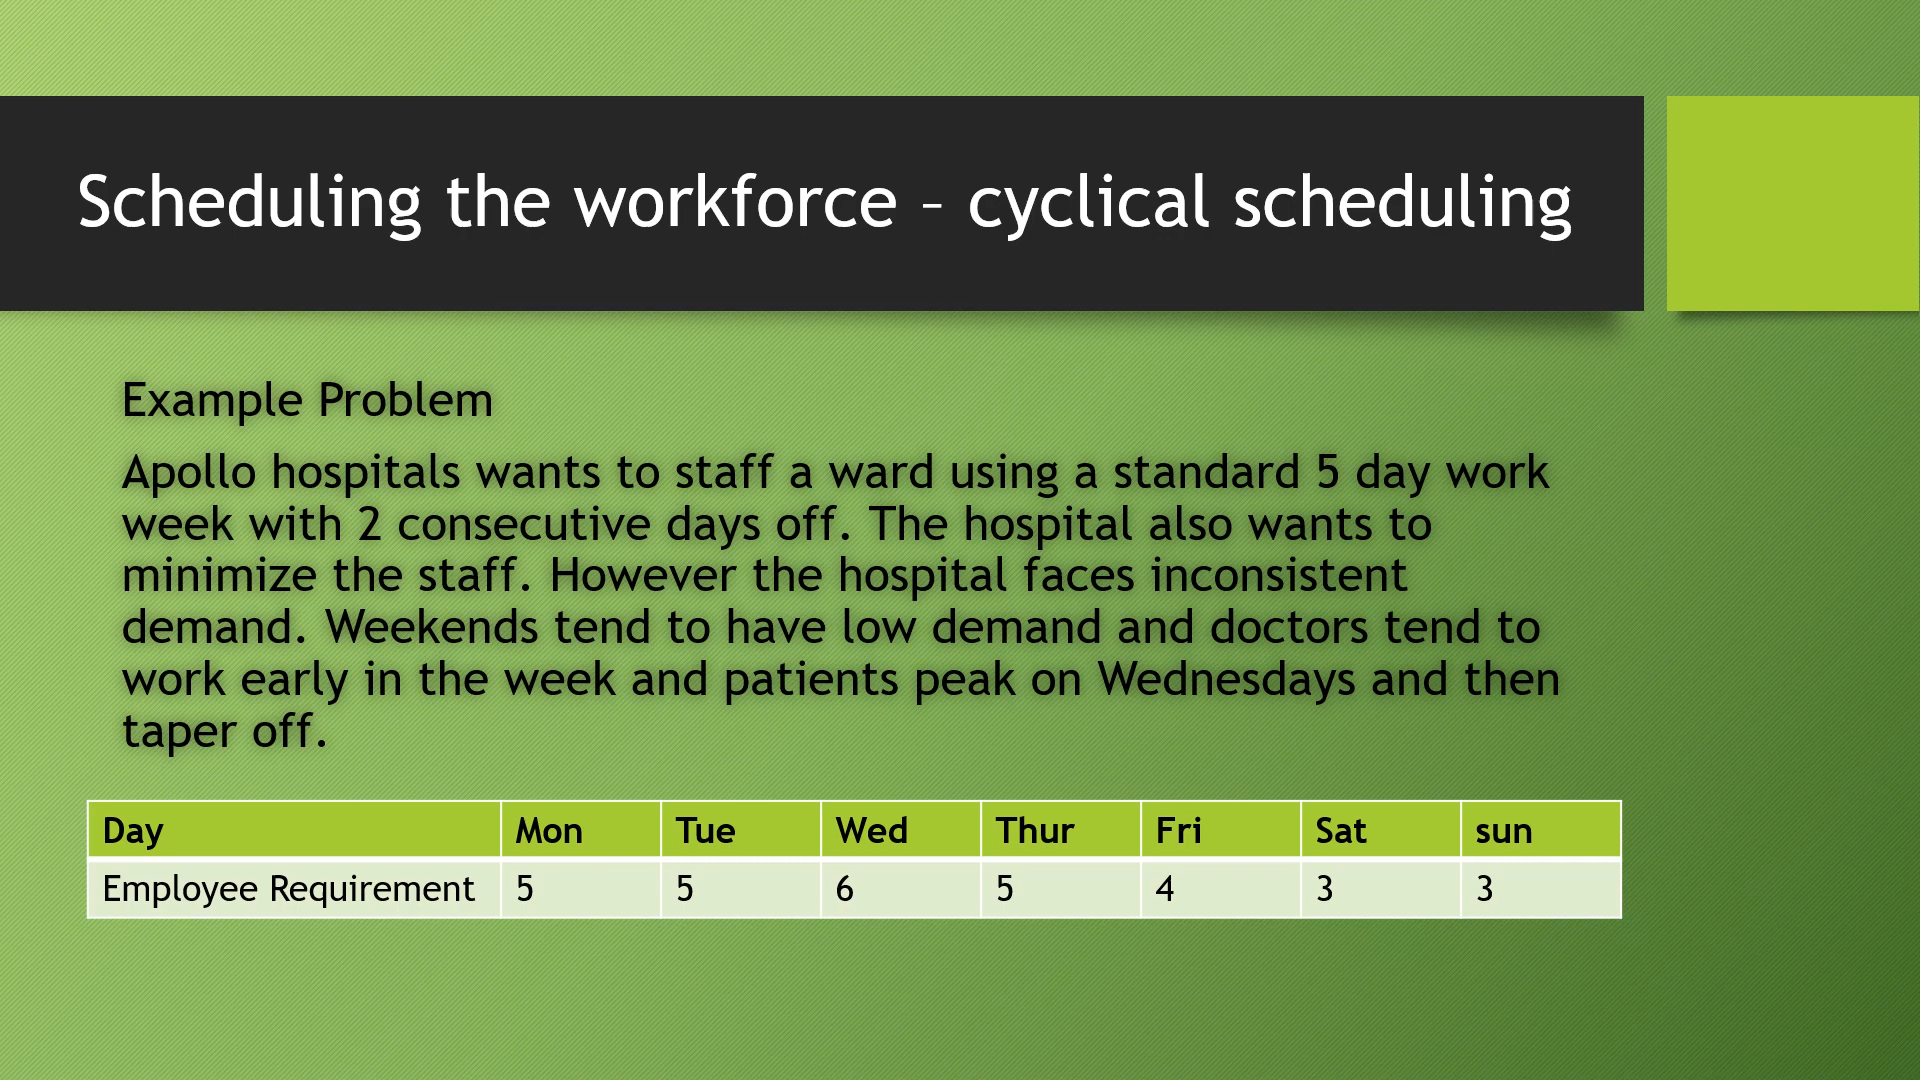 Scheduling the workforce – cyclical scheduling
Example Problem
Apollo hospitals wants to staff a ward using a standard 5 day work
week with 2 consecutive days off. The hospital also wants to
minimize the staff. However the hospital faces inconsistent
demand. Weekends tend to have low demand and doctors tend to
work early in the week and patients peak on Wednesdays and then
taper off.
Day Mon Tue Wed Thur Fri Sat sun
Employee Requirement 5 5 6 5 4 3 3